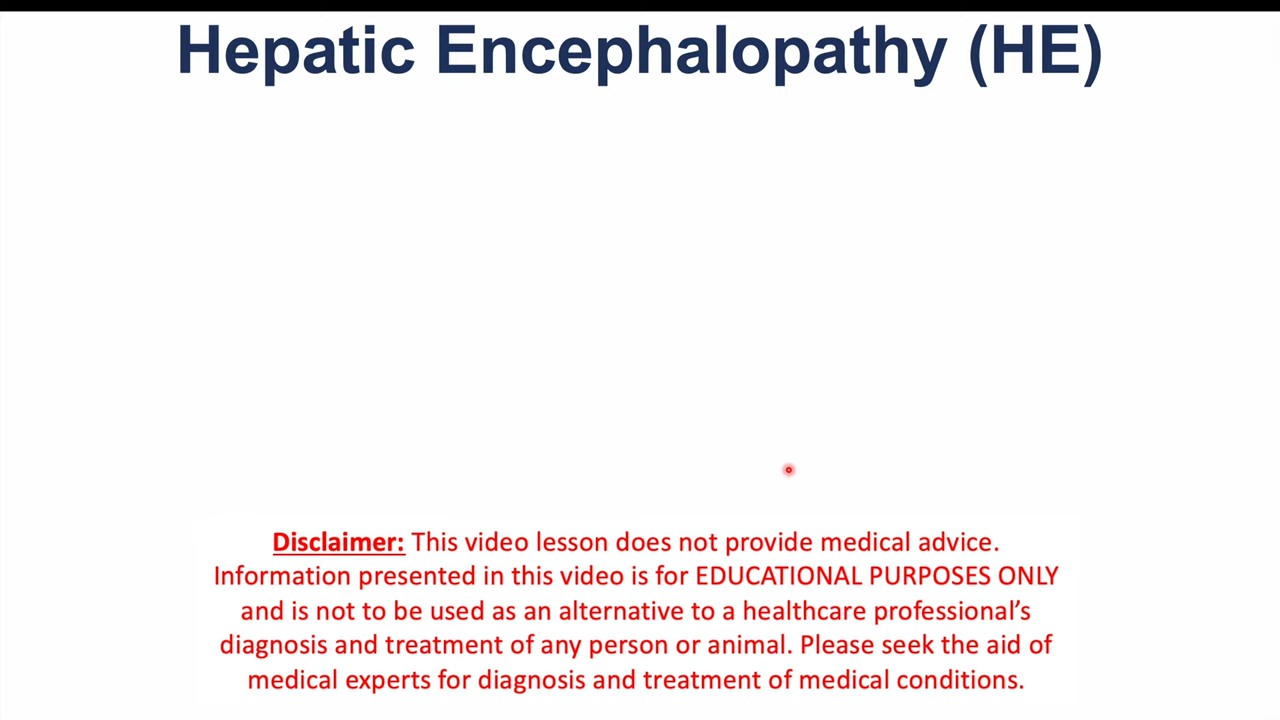 Hepatic Encephalopathy (HE)
Disclaimer: This video lesson does not provide medical advice.
Information presented in this video is for EDUCATIONAL PURPOSES ONLY
and is not to be used as an alternative to a healthcare professional’s
diagnosis and treatment of any person or animal. Please seek the aid of
medical experts for diagnosis and treatment of medical conditions.